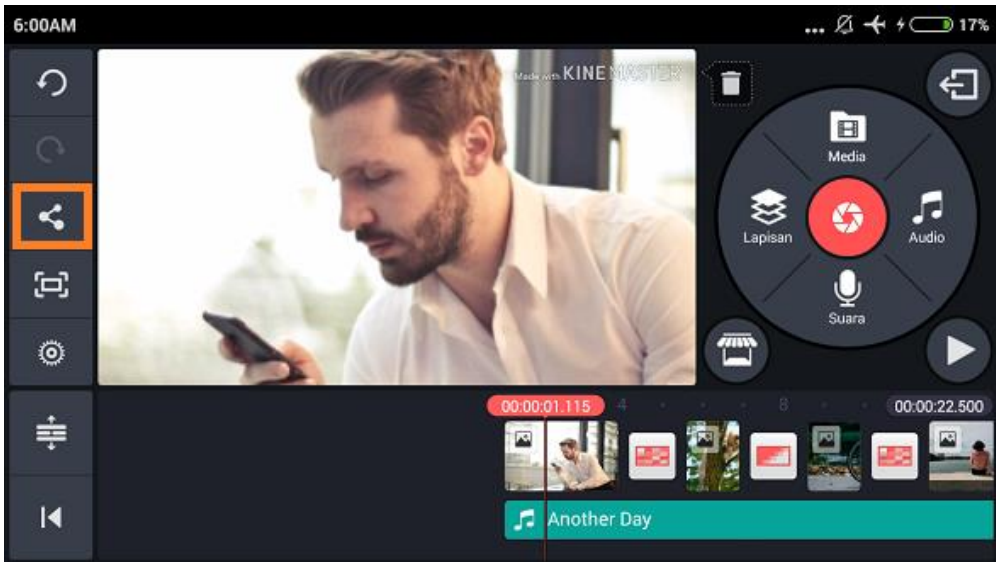 6:00AM
... 17%
Made with KINEMASTER
Media
Lapisan
Audio
Suara
00:00:01.115 4 8 00:00:22.500
Another Day